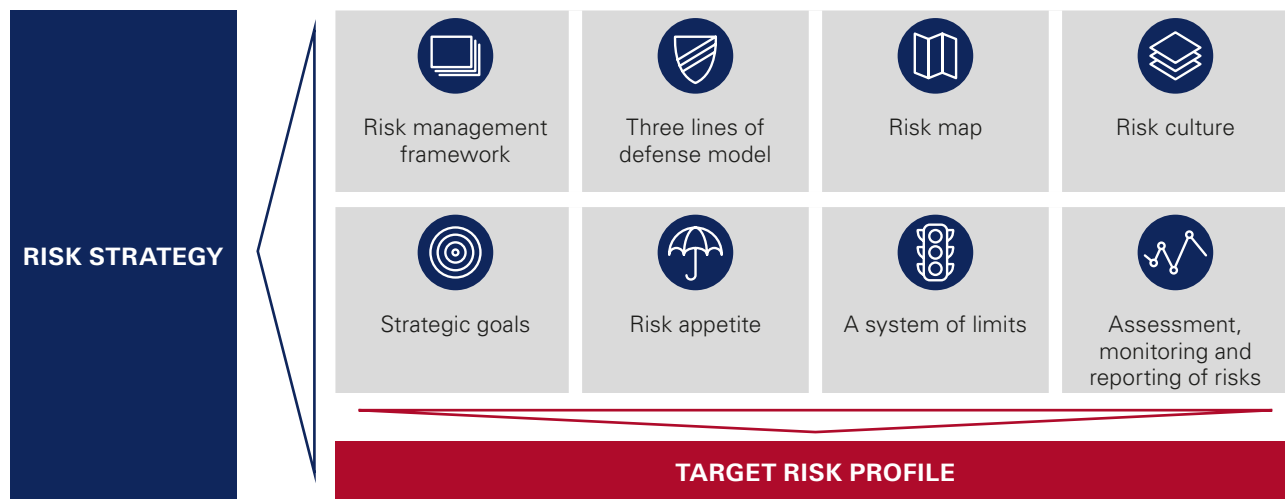 RISK STRATEGY
Risk management
framework
Three lines of
defense model
Risk map
Risk culture
Strategic goals
Risk appetite
A system of limits
Assessment,
monitoring and
reporting of risks
TARGET RISK PROFILE